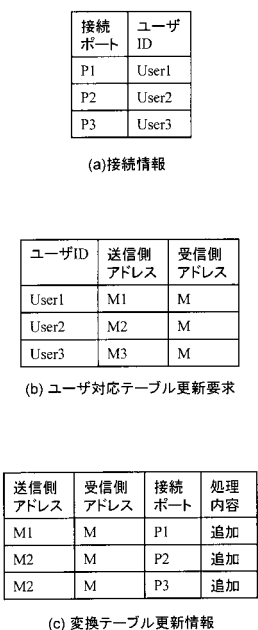 接続 ユーザ
ポート ID
P1 User1
P2 User2
P3 User3
(a)接続情報
ユーザID 送信側 受信側
アドレス アドレス
User1 M1 M
User2 M2 M
User3 M3 M
(b) ユーザ対応テーブル更新要求
送信側 受信側 接続 処理
アドレス アドレス ポート 内容
M1 M P1 追加
M2 M P2 追加
M2 M P3 追加
(c) 変換テーブル更新情報